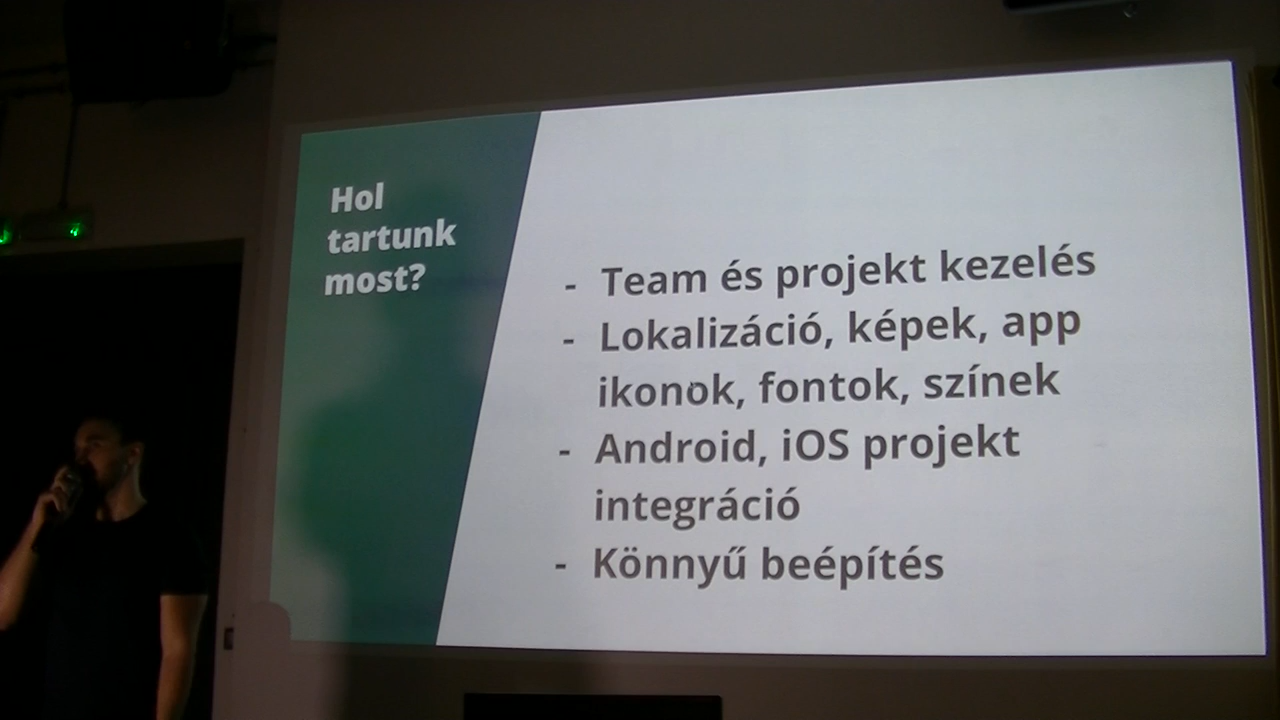 Hol
tartunk
most?
- Team és projekt kezelés
- Lokalizáció, képek, app
ikonok, fontok, színek
- Android, iOS projekt
integráció
- Könnyű beépítés